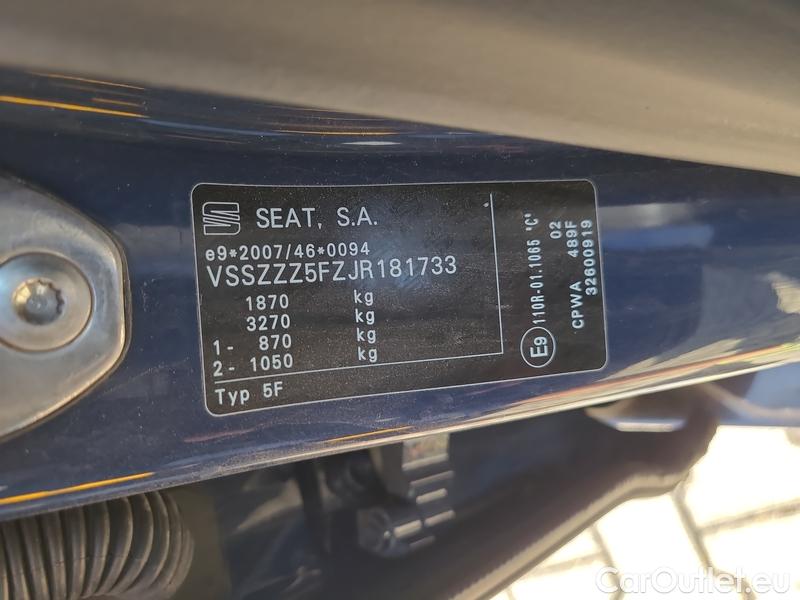 SEAT, S.A.
e9*2007/46*0094
VSSZZZ5FZJR181733
1870 kg
3270 kg
1- 870 kg
2- 1050 kg
Typ 5F
E9 110R-01.1065 "C"
02
CPWA 489F
32600919
CarOutlet.eu